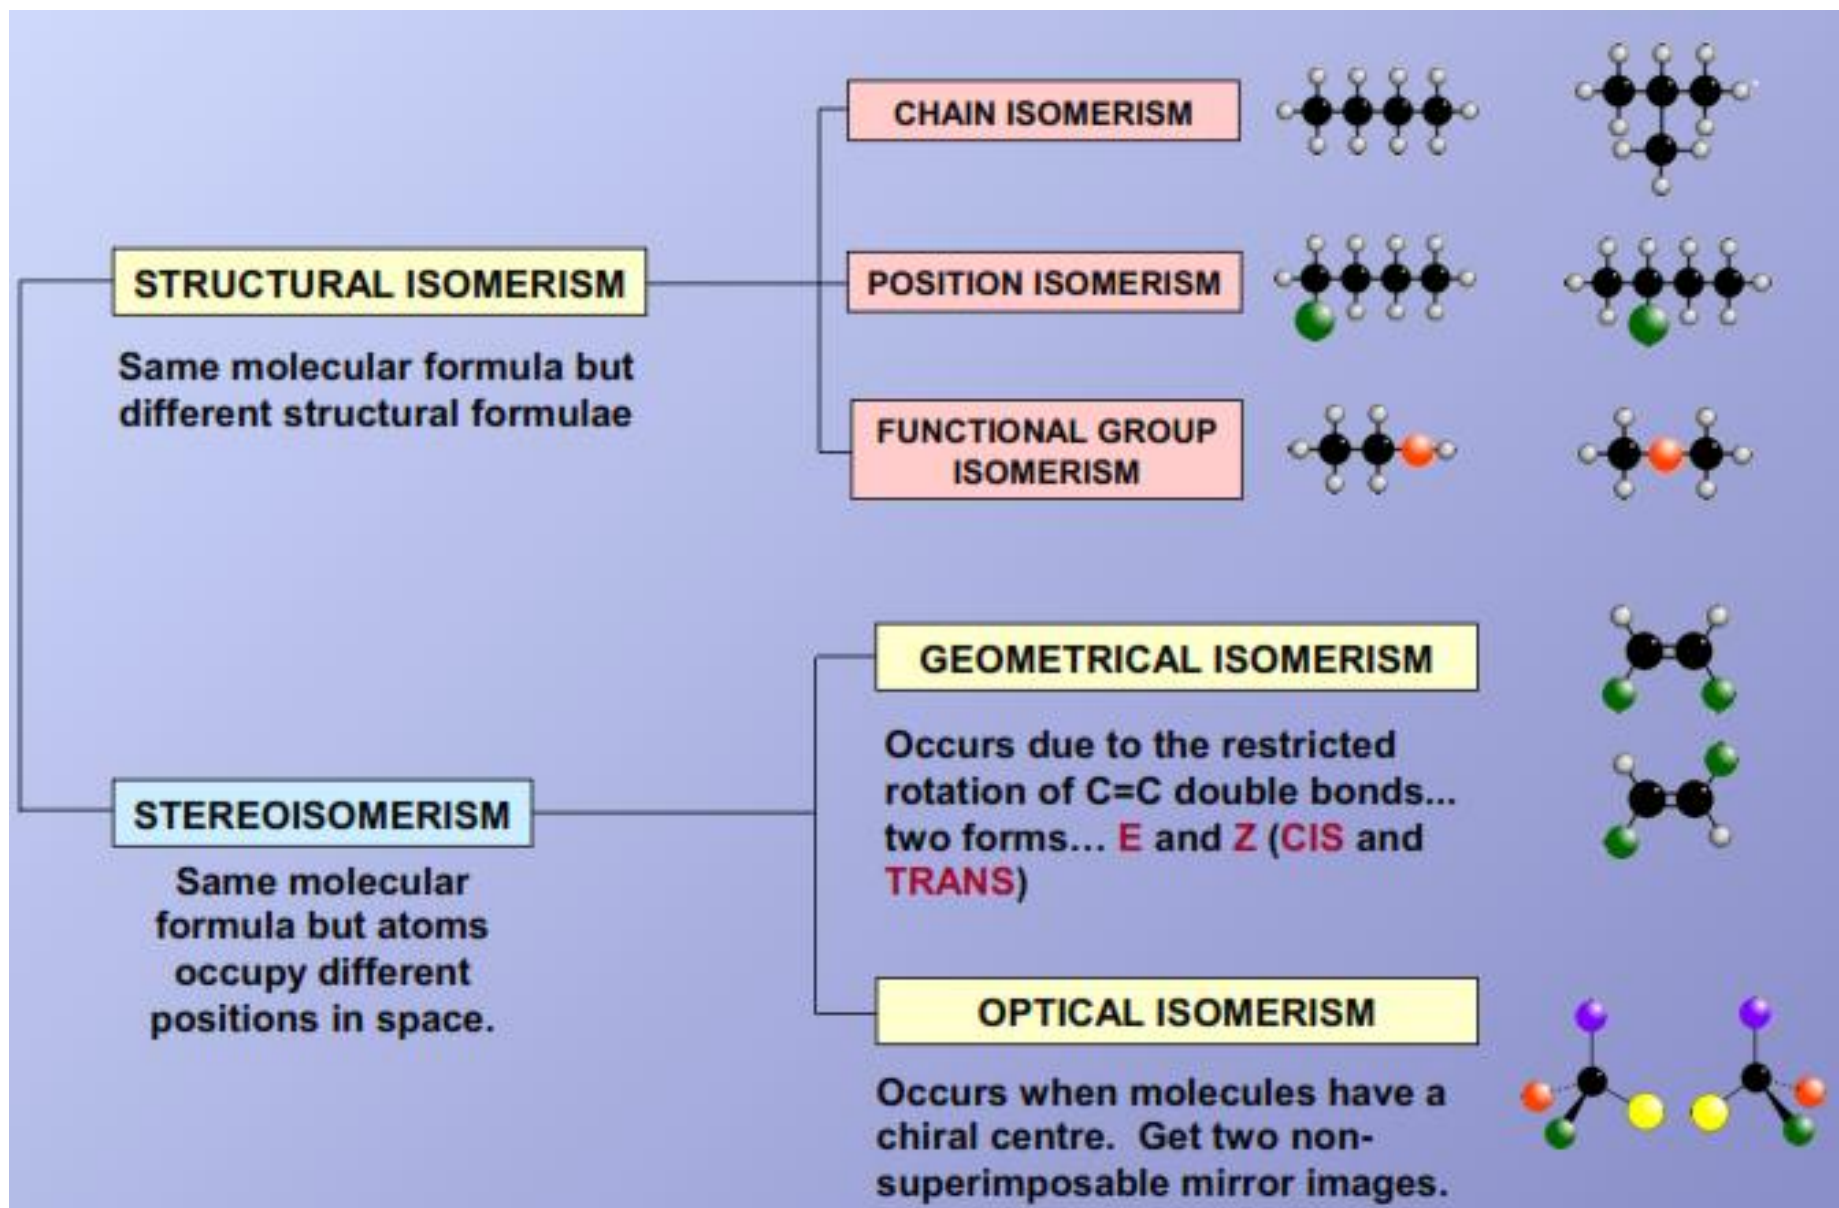 CHAIN ISOMERISM
STRUCTURAL ISOMERISM
POSITION ISOMERISM
Same molecular formula but
different structural formulae
FUNCTIONAL GROUP
ISOMERISM
GEOMETRICAL ISOMERISM
Occurs due to the restricted
rotation of C=C double bonds...
two forms... E and Z (CIS and
TRANS)
STEREOISOMERISM
Same molecular
formula but atoms
occupy different
positions in space.
OPTICAL ISOMERISM
Occurs when molecules have a
chiral centre. Get two non-
superimposable mirror images.